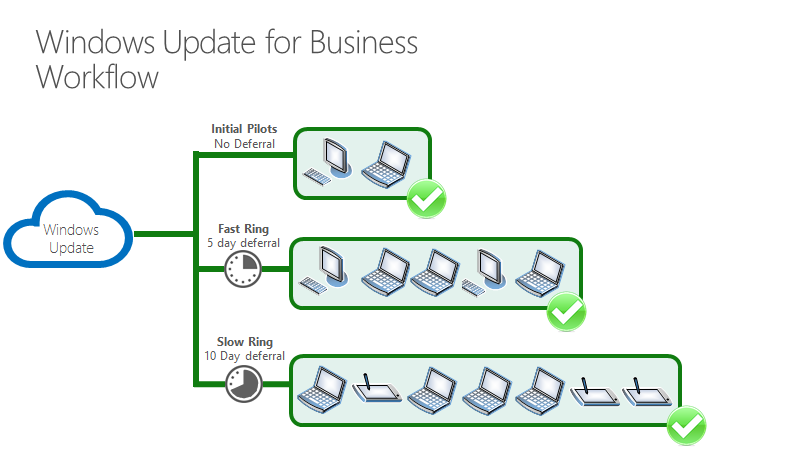 Windows Update for Business
Workflow
Initial Pilots
No Deferral
Windows
Update
Fast Ring
5 day deferral
Slow Ring
10 Day deferral